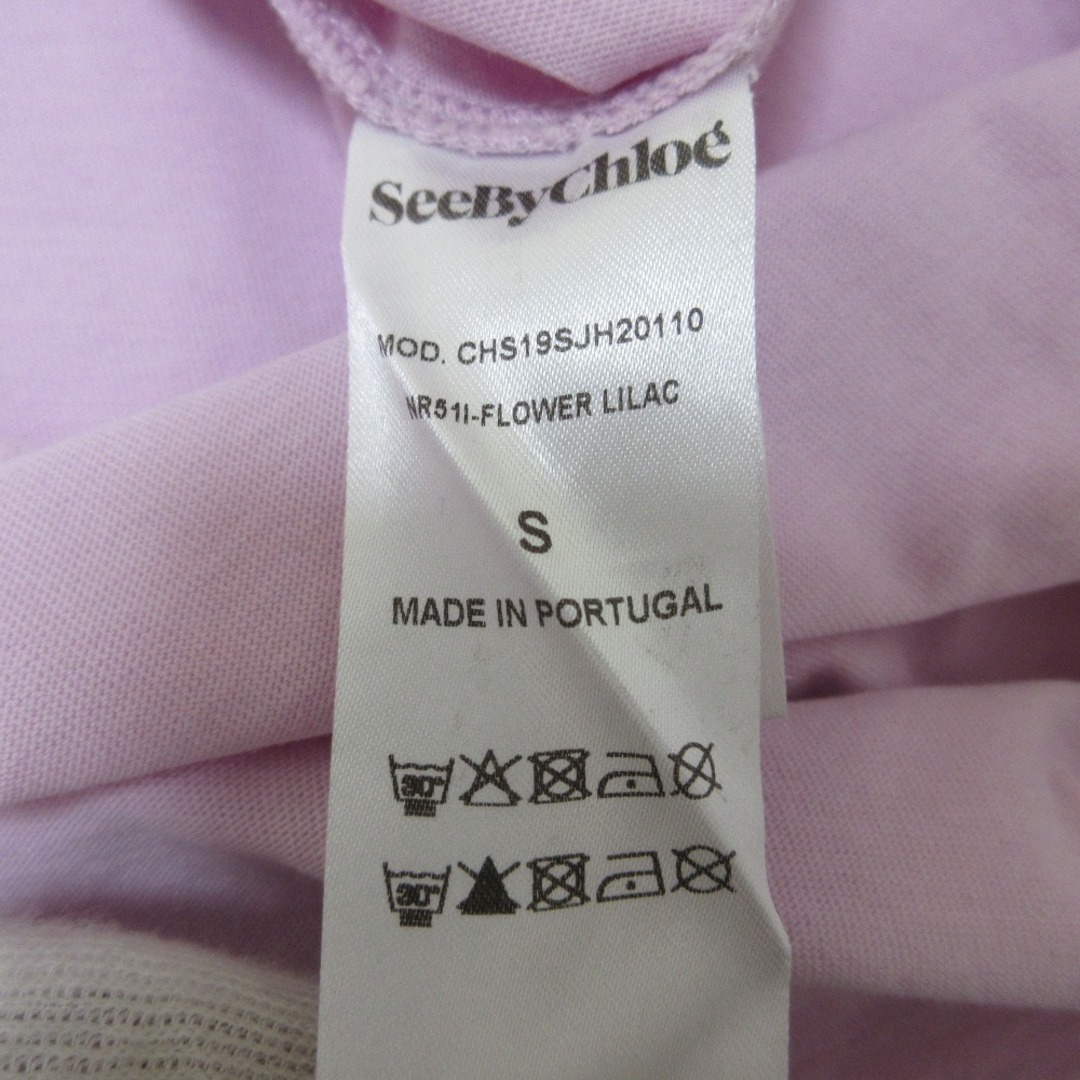 SeeByChloé
MOD. CHS19SJH20110
NR51I-FLOWER LILAC
S
MADE IN PORTUGAL
30°
30°